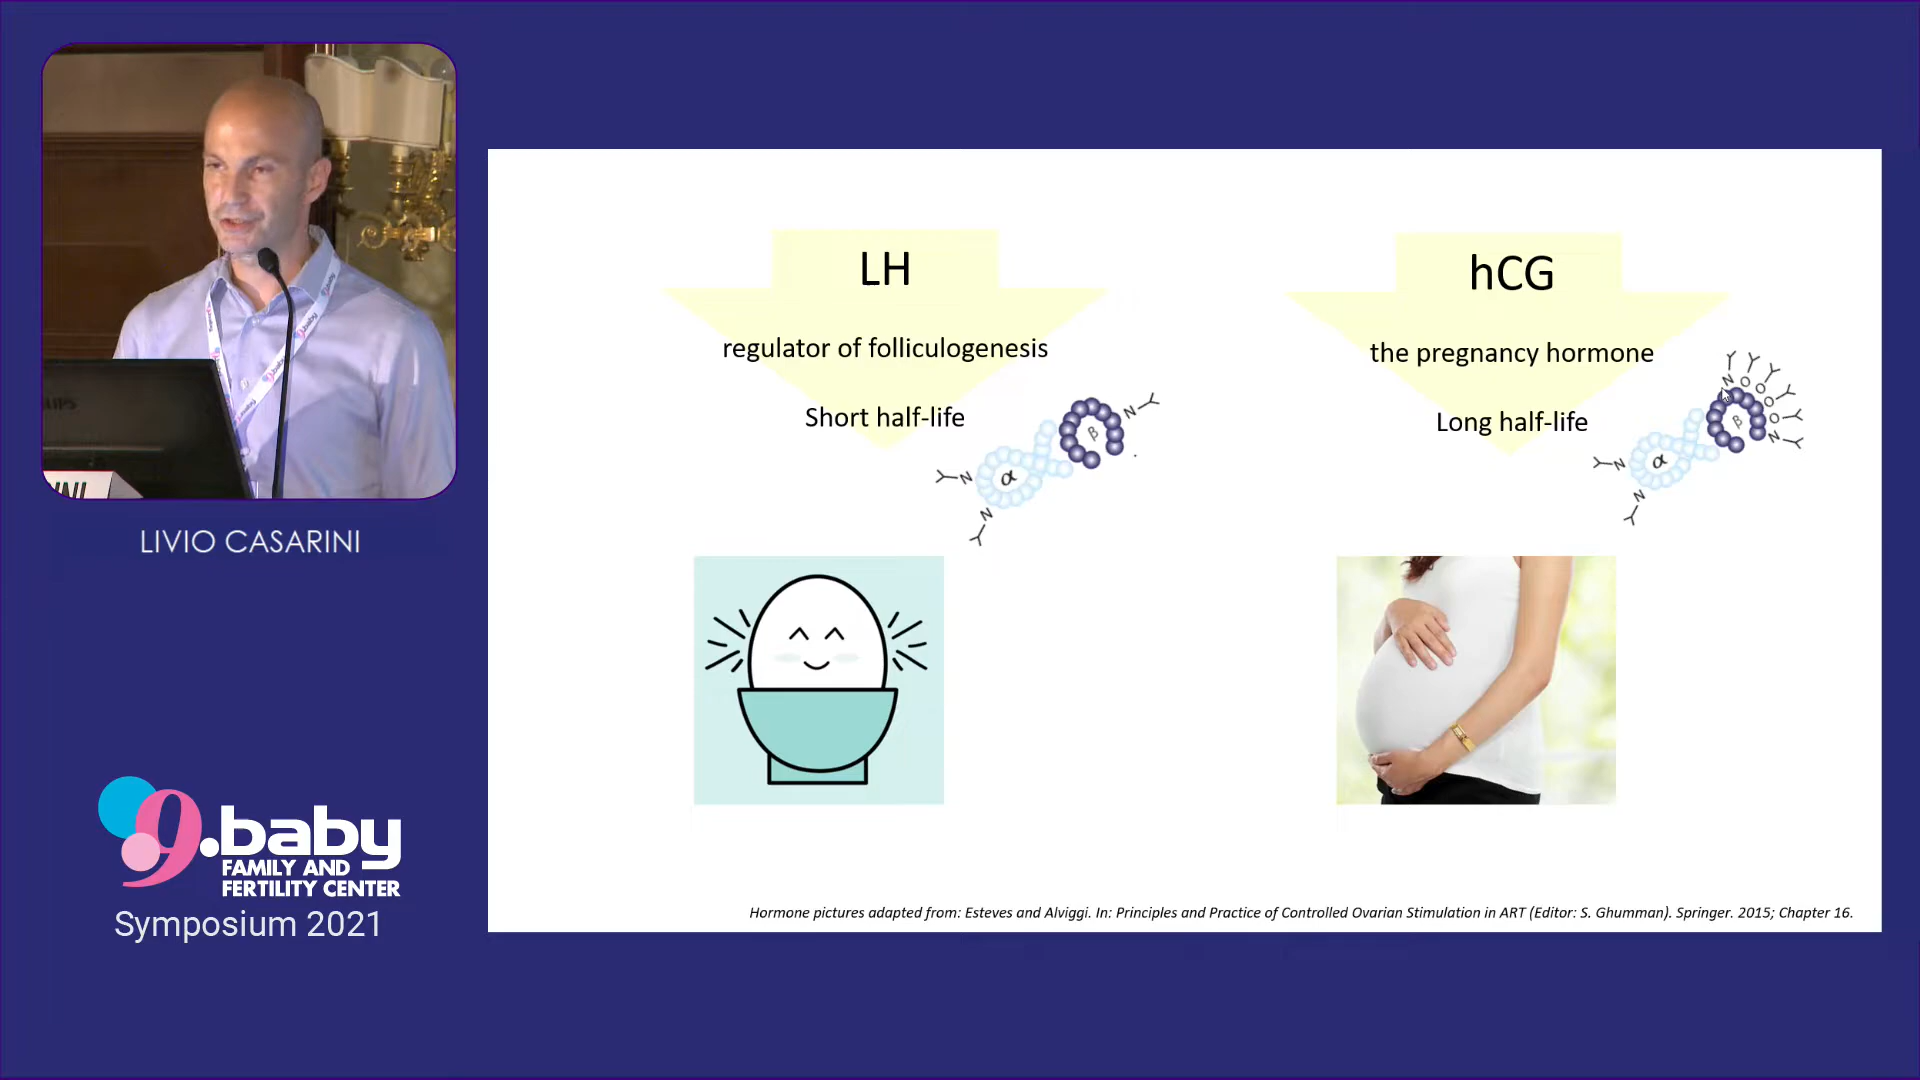 LIVIO CASARINI
9.baby
FAMILY AND
FERTILITY CENTER
Symposium 2021
LH
regulator of folliculogenesis
Short half-life
β
N
α
N
N
hCG
the pregnancy hormone
Long half-life
N
O
O
O
O
N
β
α
N
N
Hormone pictures adapted from: Esteves and Alviggi. In: Principles and Practice of Controlled Ovarian Stimulation in ART (Editor: S. Ghumman). Springer. 2015; Chapter 16.